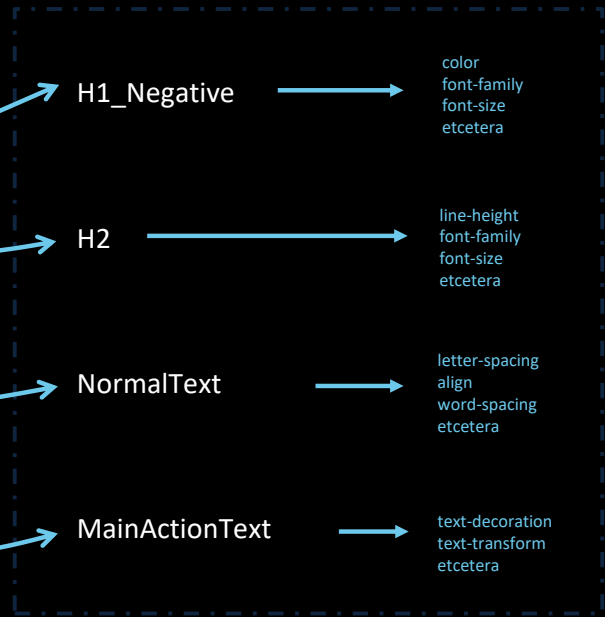 H1_Negative
color
font-family
font-size
etcetera
H2
line-height
font-family
font-size
etcetera
NormalText
letter-spacing
align
word-spacing
etcetera
MainActionText
text-decoration
text-transform
etcetera